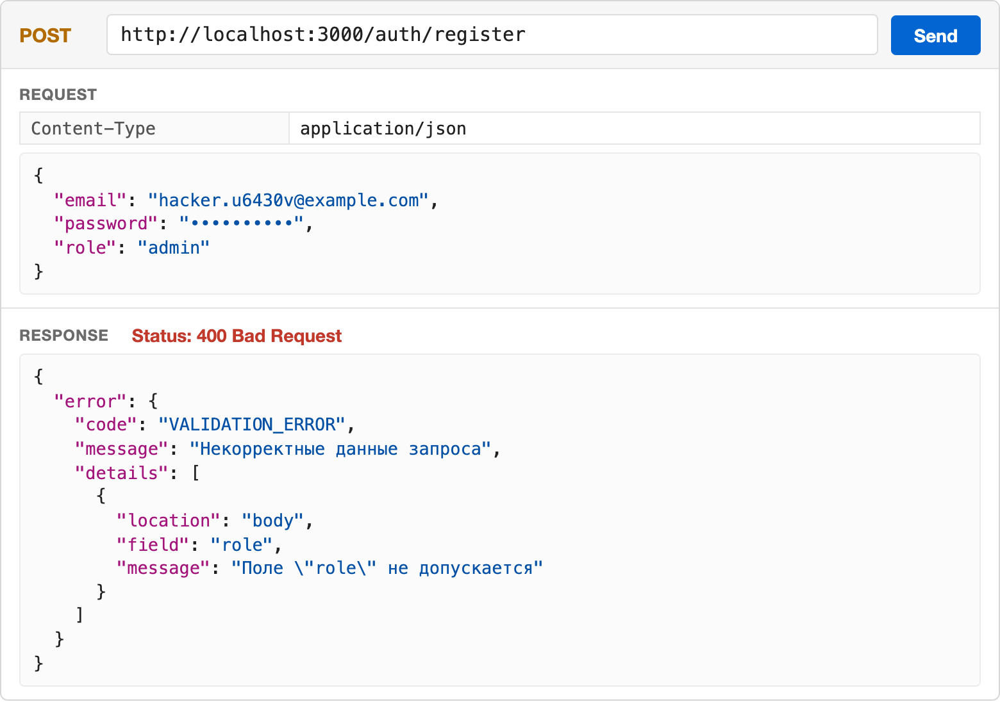 POST http://localhost:3000/auth/register Send
REQUEST
Content-Type application/json
{
  "email": "hacker.u6430v@example.com",
  "password": "••••••••••",
  "role": "admin"
}
RESPONSE Status: 400 Bad Request
{
  "error": {
    "code": "VALIDATION_ERROR",
    "message": "Некорректные данные запроса",
    "details": [
      {
        "location": "body",
        "field": "role",
        "message": "Поле \"role\" не допускается"
      }
    ]
  }
}